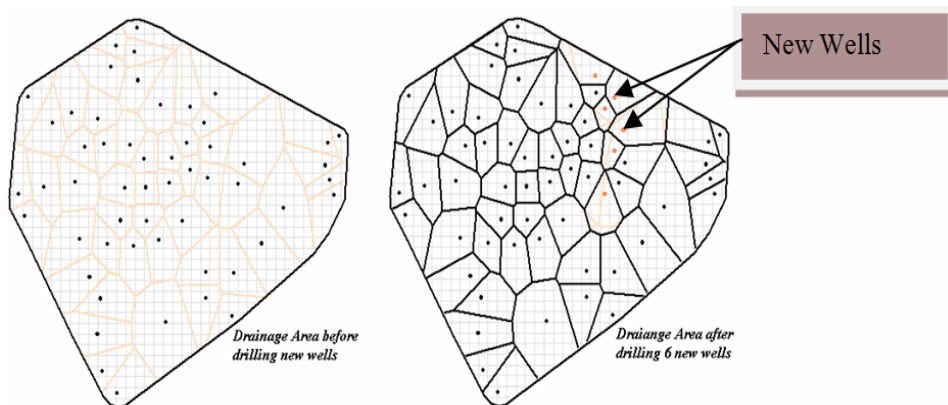 New Wells
Drainage Area before
drilling new wells
Draiange Area after
drilling 6 new wells